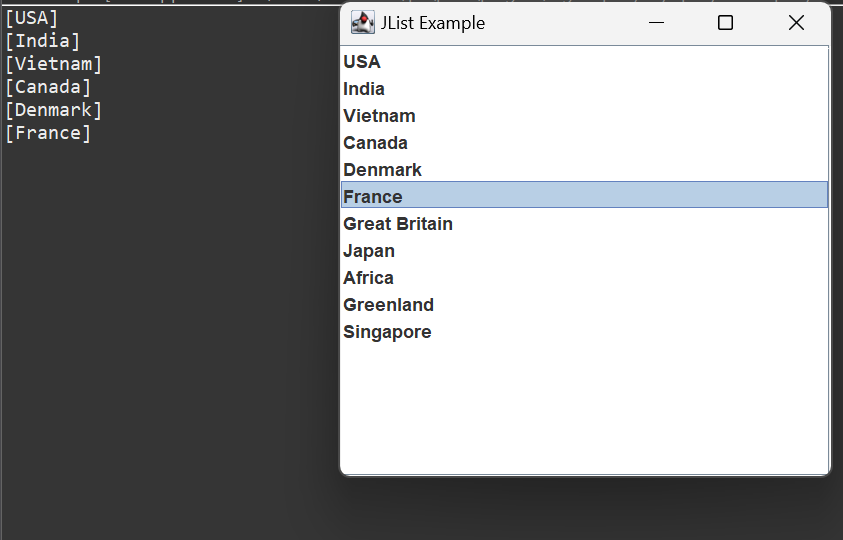 [USA]
[India]
[Vietnam]
[Canada]
[Denmark]
[France]
JList Example
USA
India
Vietnam
Canada
Denmark
France
Great Britain
Japan
Africa
Greenland
Singapore